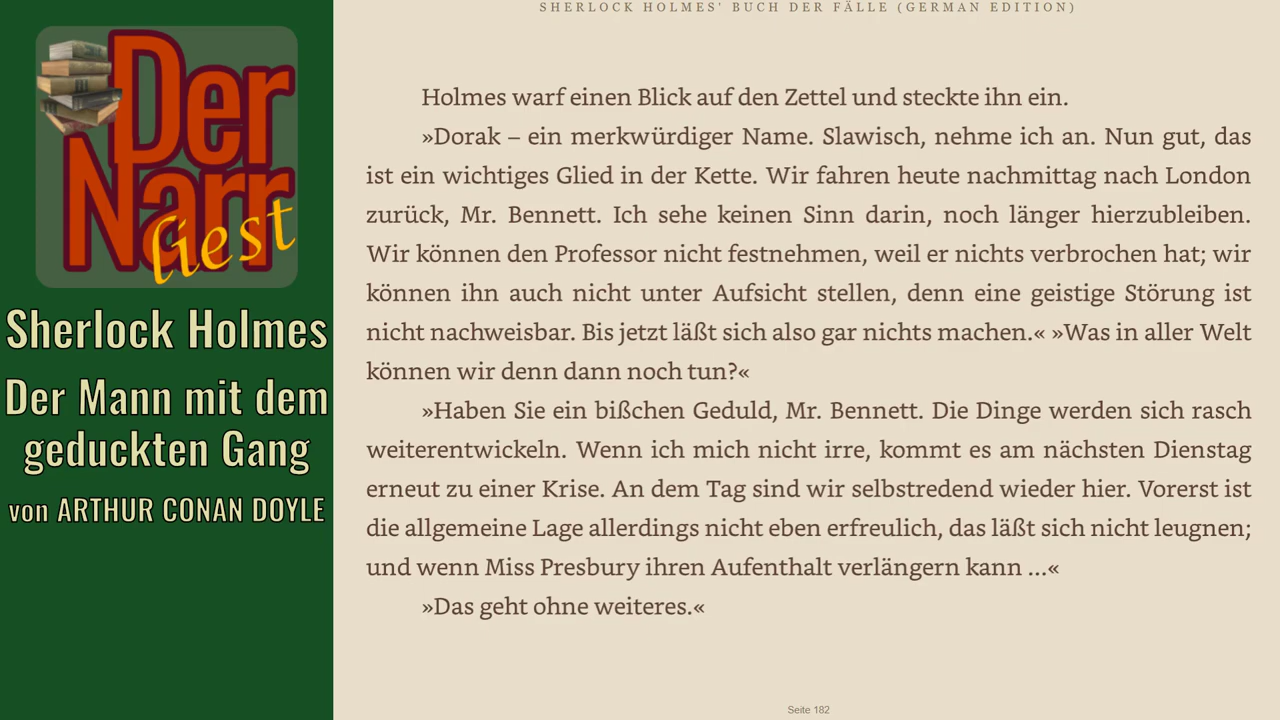 Der
Narr
liest
Sherlock Holmes
Der Mann mit dem
geduckten Gang
von ARTHUR CONAN DOYLE
SHERLOCK HOLMES' BUCH DER FÄLLE (GERMAN EDITION)
Holmes warf einen Blick auf den Zettel und steckte ihn ein.
»Dorak – ein merkwürdiger Name. Slawisch, nehme ich an. Nun gut, das
ist ein wichtiges Glied in der Kette. Wir fahren heute nachmittag nach London
zurück, Mr. Bennett. Ich sehe keinen Sinn darin, noch länger hierzubleiben.
Wir können den Professor nicht festnehmen, weil er nichts verbrochen hat; wir
können ihn auch nicht unter Aufsicht stellen, denn eine geistige Störung ist
nicht nachweisbar. Bis jetzt läßt sich also gar nichts machen.« »Was in aller Welt
können wir denn dann noch tun?«
»Haben Sie ein bißchen Geduld, Mr. Bennett. Die Dinge werden sich rasch
weiterentwickeln. Wenn ich mich nicht irre, kommt es am nächsten Dienstag
erneut zu einer Krise. An dem Tag sind wir selbstredend wieder hier. Vorerst ist
die allgemeine Lage allerdings nicht eben erfreulich, das läßt sich nicht leugnen;
und wenn Miss Presbury ihren Aufenthalt verlängern kann ...«
»Das geht ohne weiteres.«
Seite 182